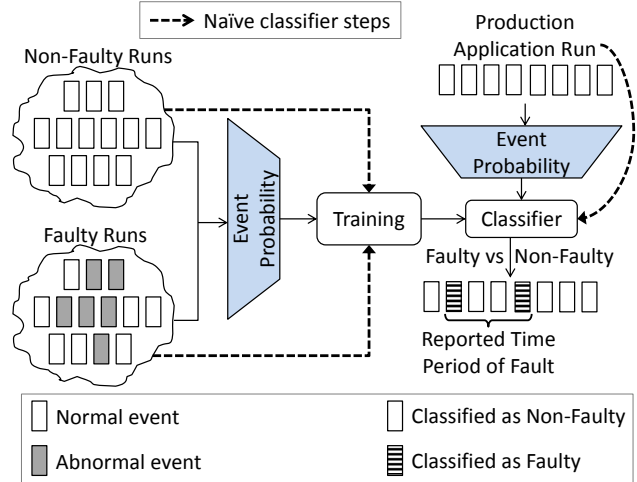 Naïve classifier steps
Non-Faulty Runs
Production
Application Run
Event
Probability
Event
Probability
Training
Classifier
Faulty Runs
Faulty vs Non-Faulty
Reported Time
Period of Fault
Normal event
Abnormal event
Classified as Non-Faulty
Classified as Faulty